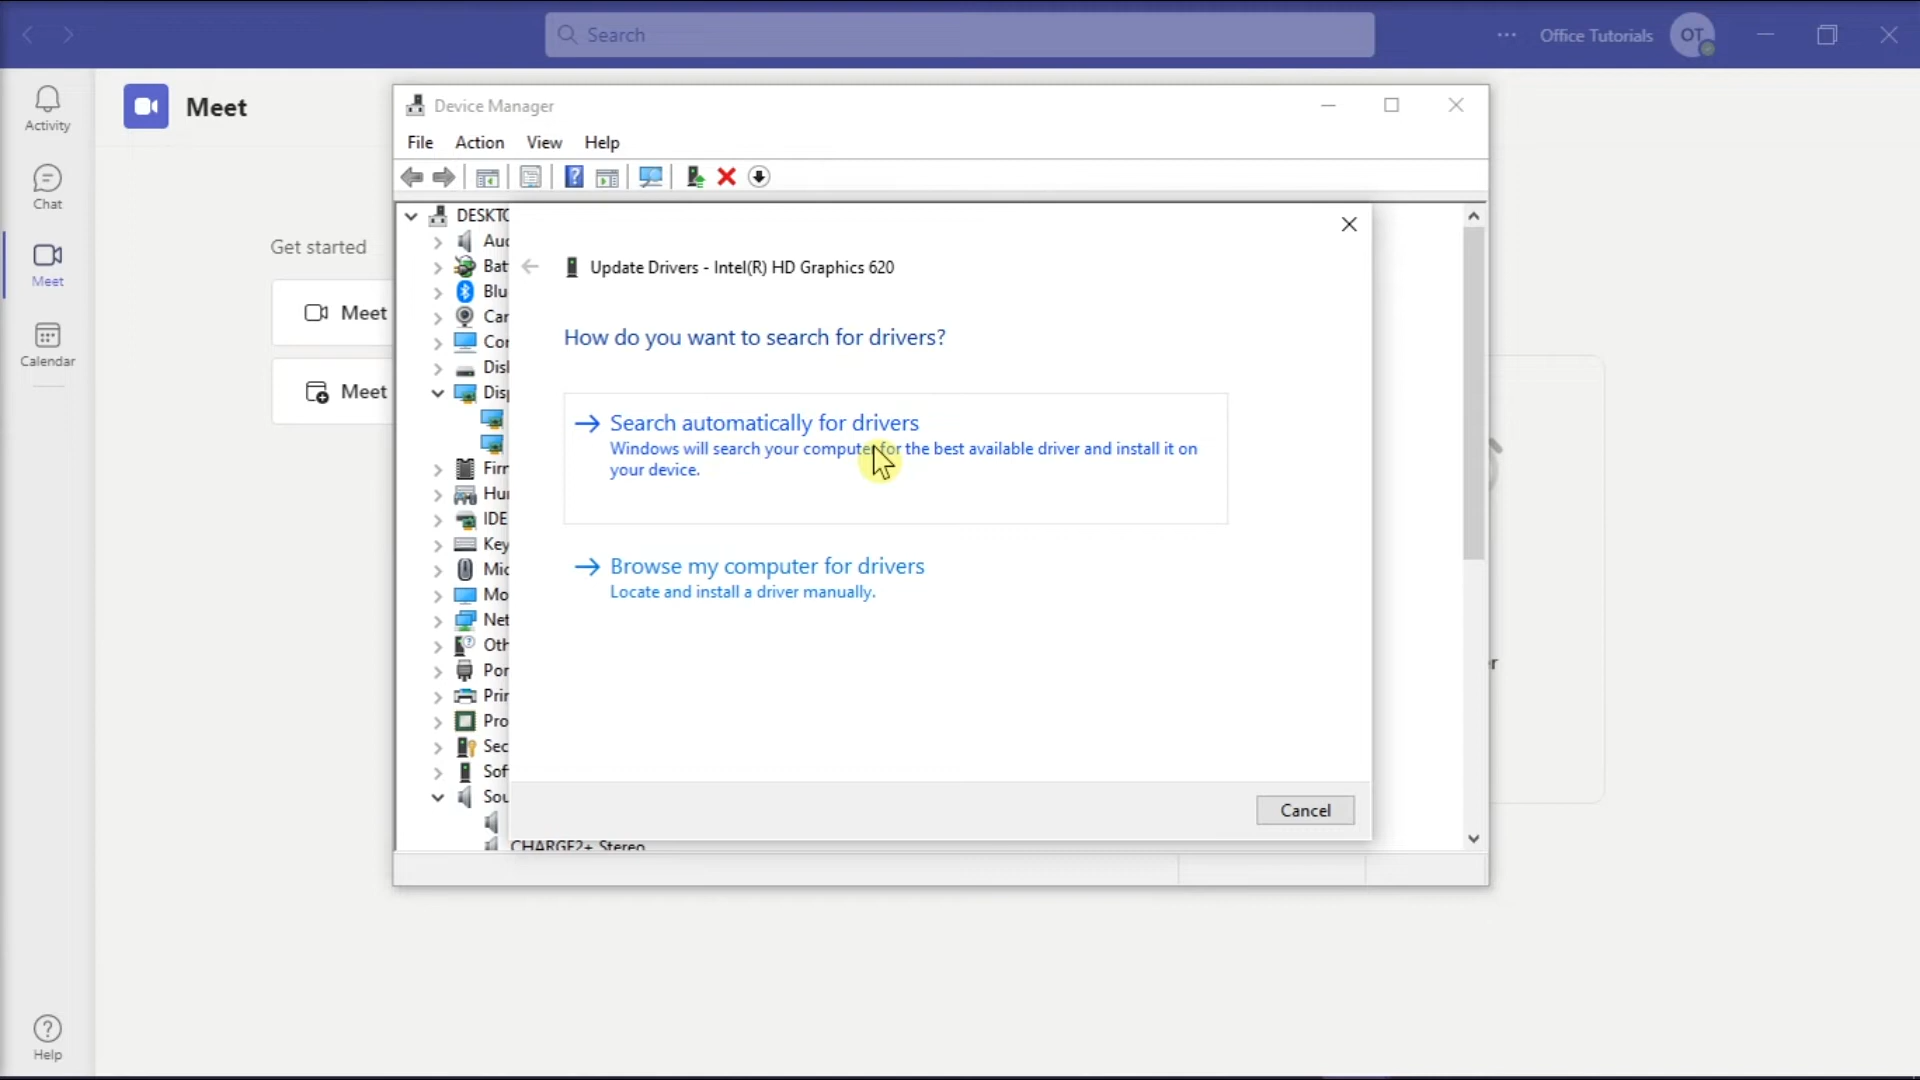 Search
Office Tutorials
OT
Activity
Chat
Meet
Calendar
Help
Meet
Get started
Meet
Meet
Device Manager
File Action View Help
DESKTO
Auc
Bat
Blu
Car
Cor
Disl
Disp
Firr
Hur
IDE
Key
Mic
Mo
Net
Oth
Por
Prir
Pro
Sec
Sof
Sou
CHARGE2+ Stereo
Update Drivers - Intel(R) HD Graphics 620
How do you want to search for drivers?
Search automatically for drivers
Windows will search your computer for the best available driver and install it on
your device.
Browse my computer for drivers
Locate and install a driver manually.
Cancel
r